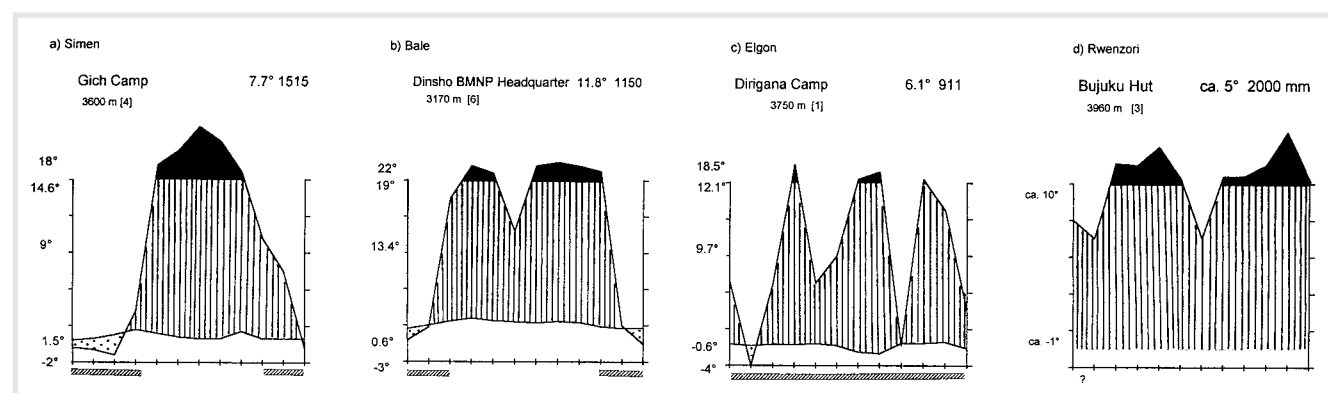 a) Simen
Gich Camp 7.7° 1515
3600 m [4]
18°
14.6°
9°
1.5°
-2°
b) Bale
Dinsho BMNP Headquarter 11.8° 1150
3170 m [6]
22°
19°
13.4°
0.6°
-3°
c) Elgon
Dirigana Camp 6.1° 911
3750 m [1]
18.5°
12.1°
9.7°
-0.6°
-4°
d) Rwenzori
Bujuku Hut ca. 5° 2000 mm
3960 m [3]
ca. 10°
ca. -1°
?